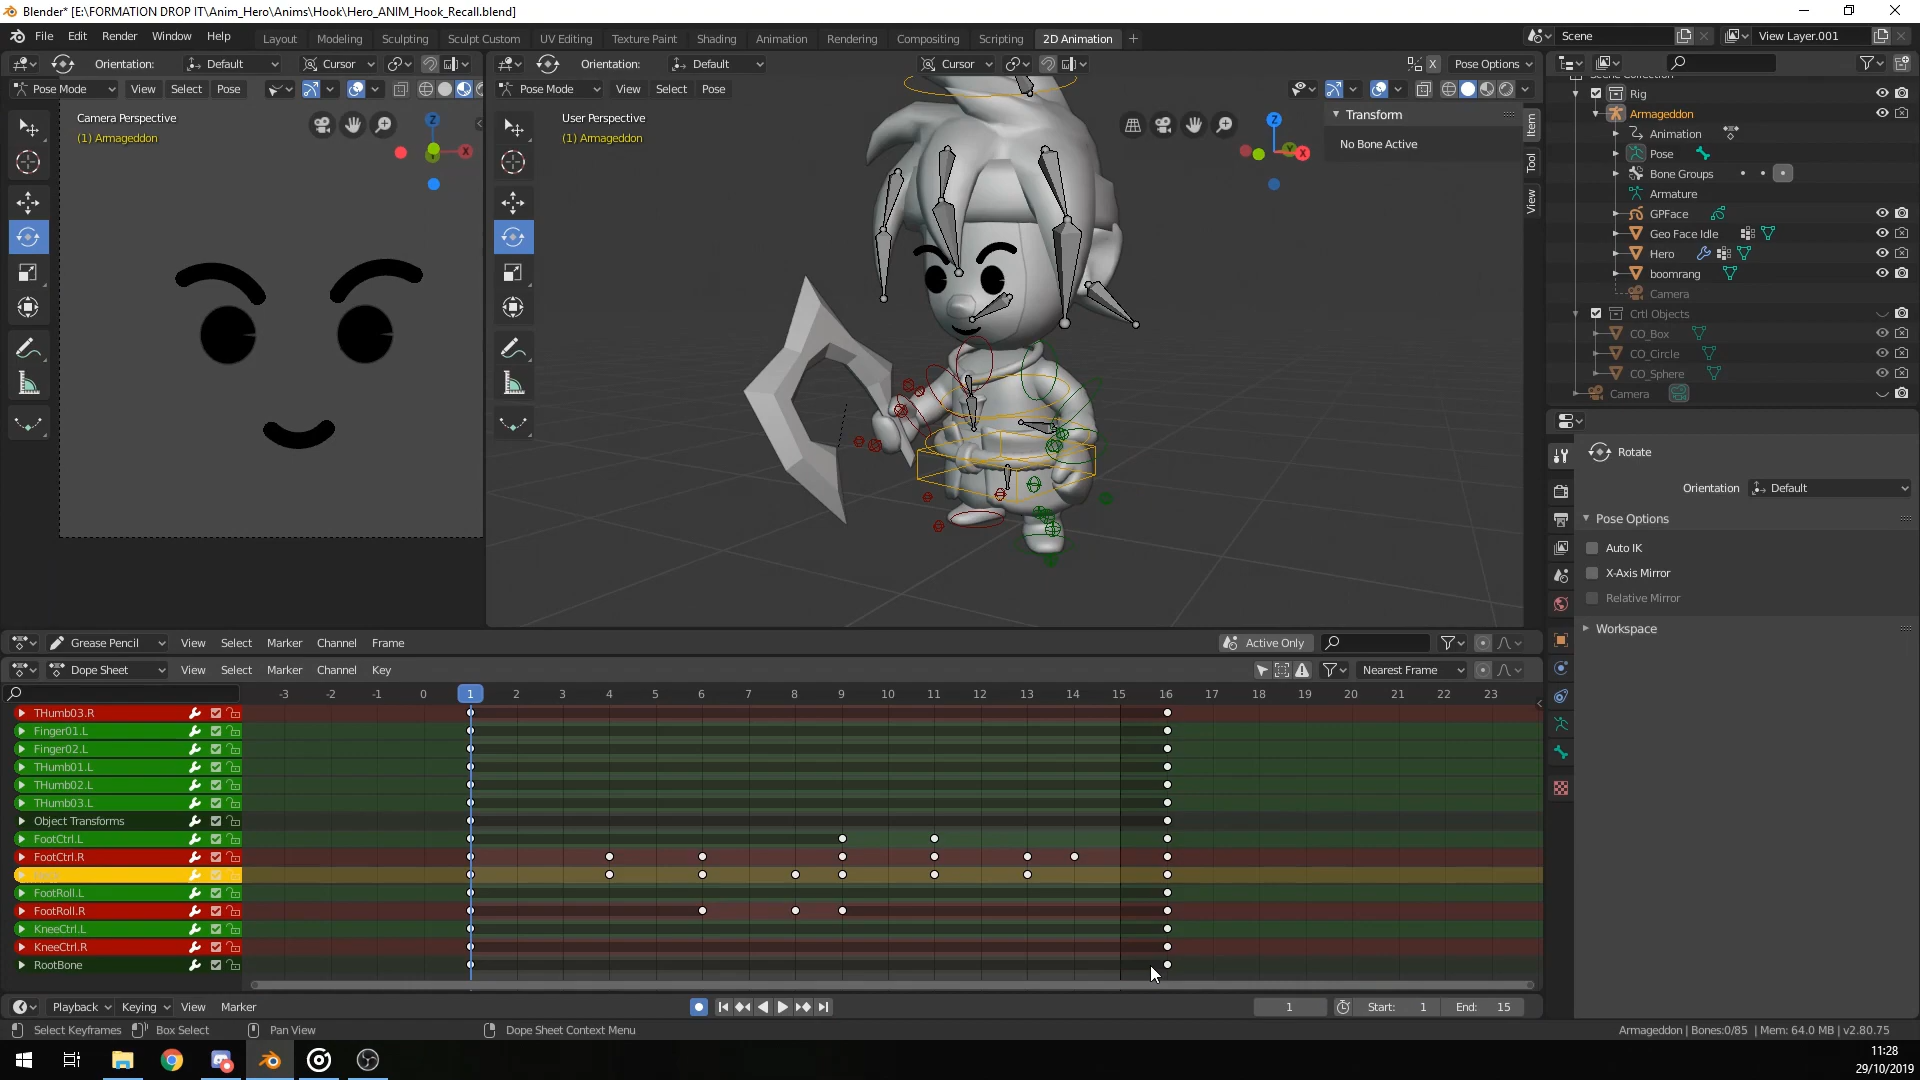 Blender* [E:\FORMATION DROP IT\Anim_Hero\Anims\Hook\Hero_ANIM_Hook_Recall.blend]
File Edit Render Window Help Layout Modeling Sculpting Sculpt Custom UV Editing Texture Paint Shading Animation Rendering Compositing Scripting 2D Animation Scene View Layer.001
Orientation: Default Cursor Orientation: Default Cursor X Pose Options
Pose Mode View Select Pose Pose Mode View Select Pose
Camera Perspective
(1) Armageddon
User Perspective
(1) Armageddon
Z
X
Z
Y
X
Transform
No Bone Active
Item
Tool
View
Rig
Armageddon
Animation
Pose
Bone Groups
Armature
GPFace
Geo Face Idle
Hero
boomrang
Camera
Crtl Objects
CO_Box
CO_Circle
CO_Sphere
Camera
Rotate
Orientation Default
Pose Options
Auto IK
X-Axis Mirror
Relative Mirror
Workspace
Grease Pencil View Select Marker Channel Frame Active Only
Dope Sheet View Select Marker Channel Key Nearest Frame
-3 -2 -1 0 1 2 3 4 5 6 7 8 9 10 11 12 13 14 15 16 17 18 19 20 21 22 23
THumb03.R
Finger01.L
Finger02.L
THumb01.L
THumb02.L
THumb03.L
Object Transforms
FootCtrl.L
FootCtrl.R
FootRoll.L
FootRoll.R
KneeCtrl.L
KneeCtrl.R
RootBone
Playback Keying View Marker 1 Start: 1 End: 15
Select Keyframes Box Select Pan View Dope Sheet Context Menu Armageddon | Bones:0/85 | Mem: 64.0 MB | v2.80.75
11:28
29/10/2019